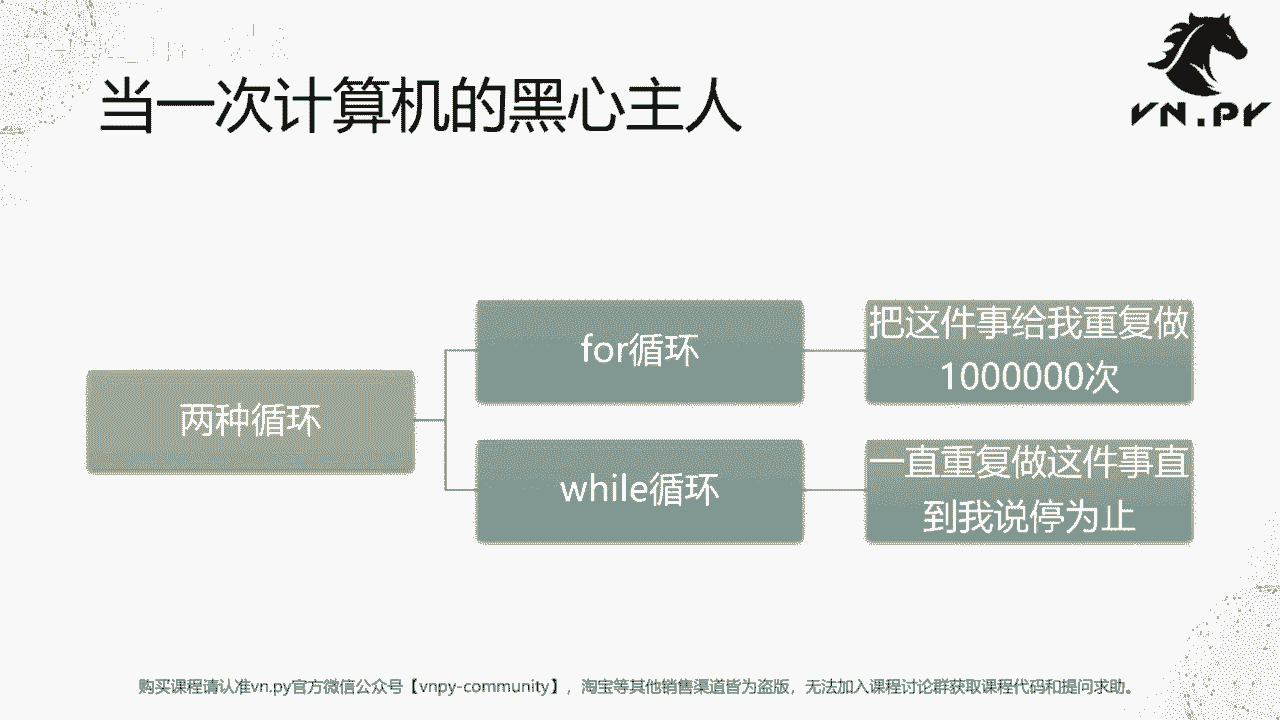 当一次计算机的黑心主人
VN.PY
两种循环
for循环
把这件事给我重复做
1000000次
while循环
一直重复做这件事直
到我说停为止
购买课程请认准vn.py官方微信公众号【vnpy-community】，淘宝等其他销售渠道皆为盗版，无法加入课程讨论群获取课程代码和提问求助。